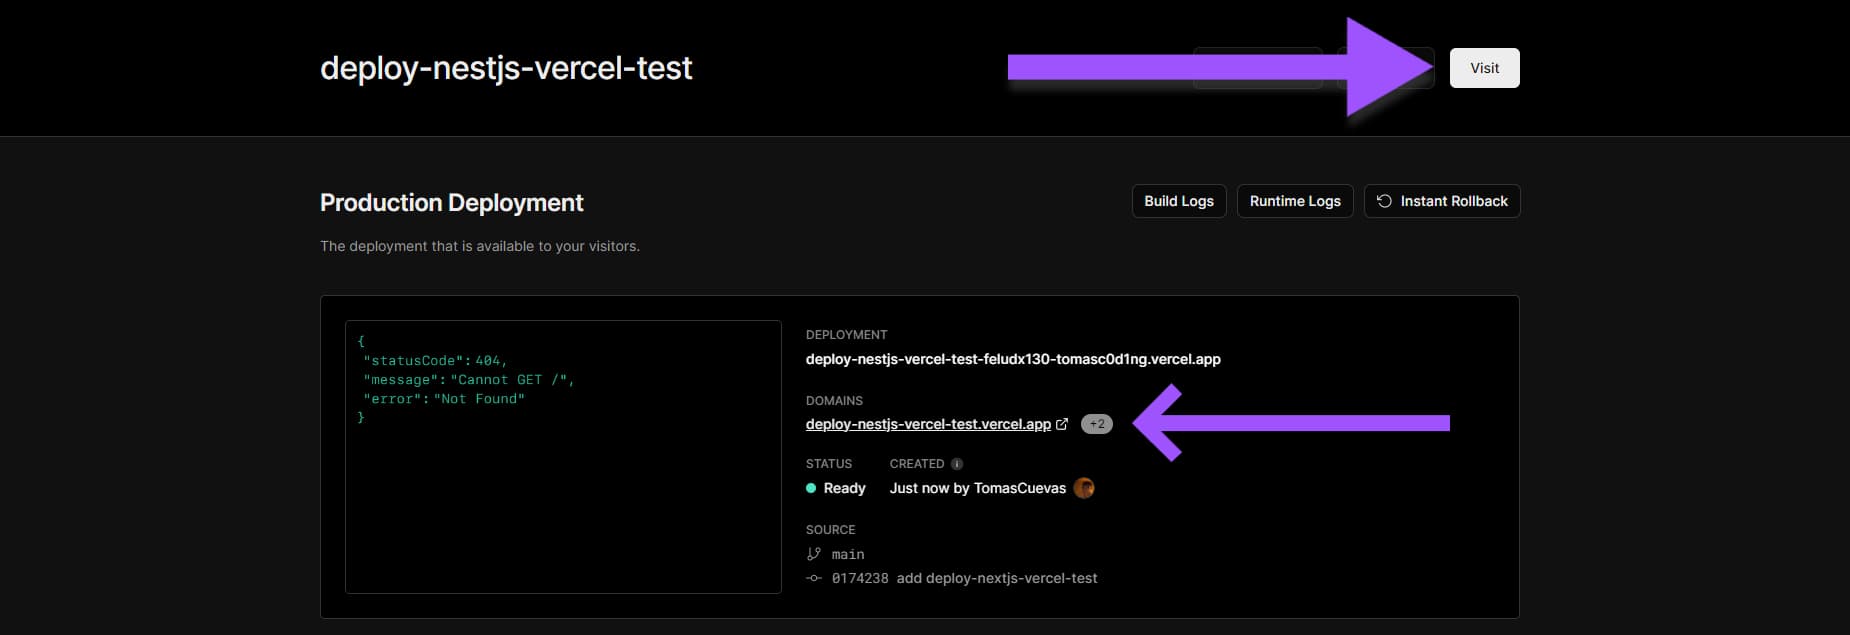 deploy-nestjs-vercel-test
Visit
Production Deployment
Build Logs
Runtime Logs
Instant Rollback
The deployment that is available to your visitors.
{
"statusCode": 404,
"message": "Cannot GET /",
"error": "Not Found"
}
DEPLOYMENT
deploy-nestjs-vercel-test-feludx130-tomasc0d1ng.vercel.app
DOMAINS
deploy-nestjs-vercel-test.vercel.app +2
STATUS CREATED
Ready Just now by TomasCuevas
SOURCE
main
0174238 add deploy-nextjs-vercel-test